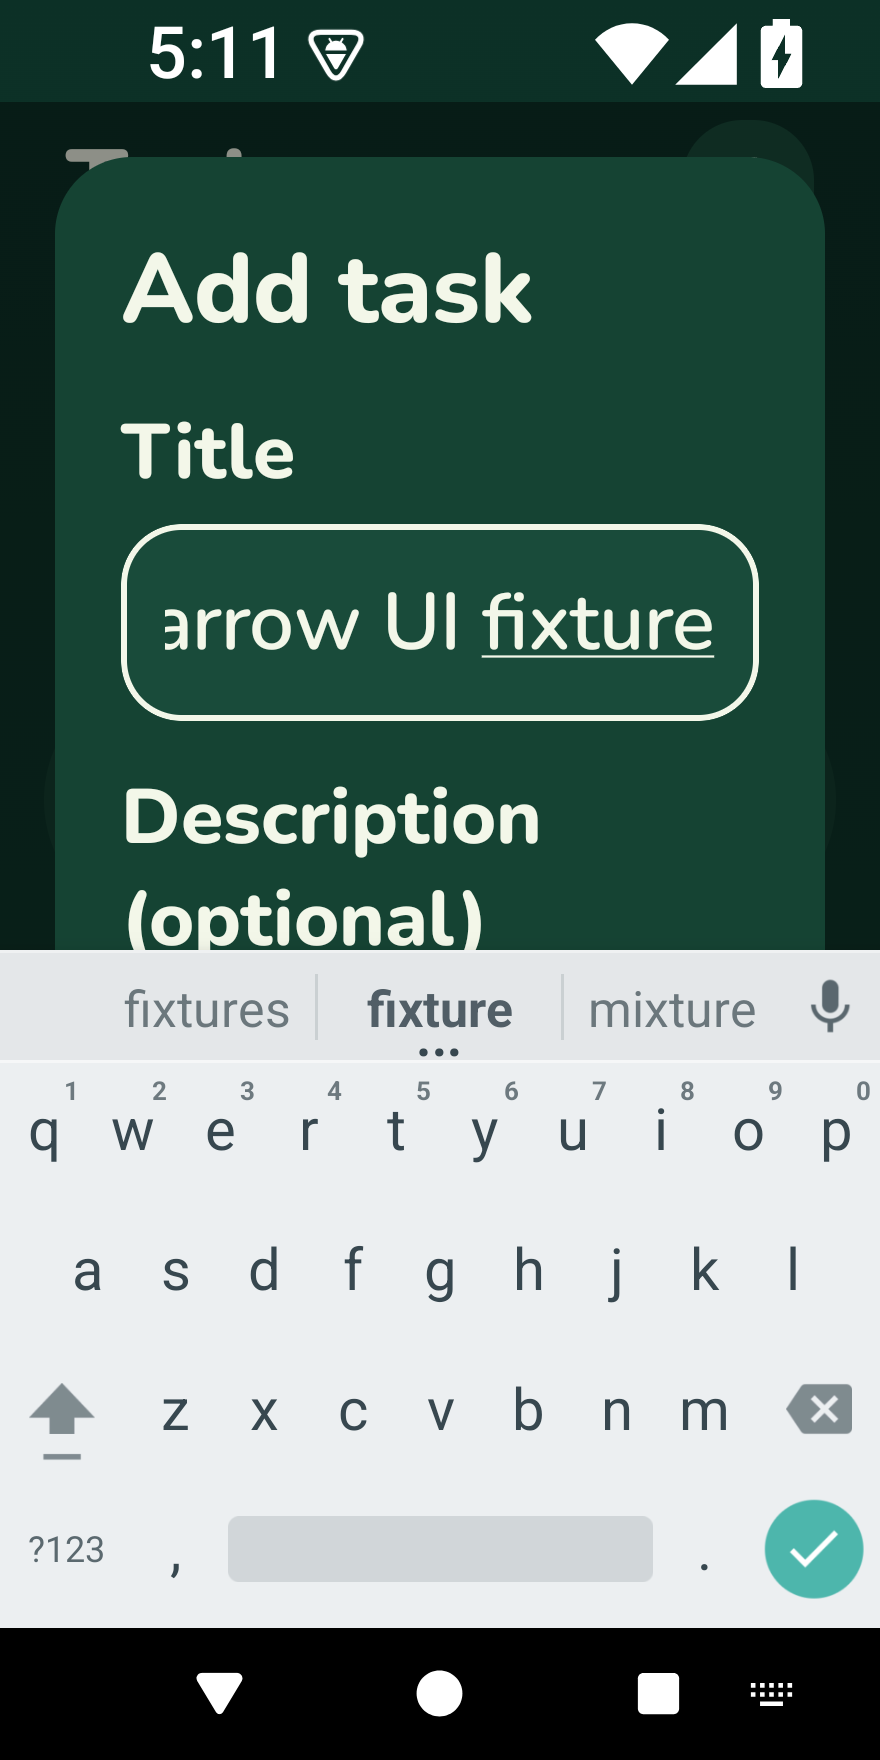 5:11
Add task
Title
arrow UI fixture
Description
(optional)
fixtures fixture mixture
1 2 3 4 5 6 7 8 9 0
q w e r t y u i o p
a s d f g h j k l
z x c v b n m
?123 , .